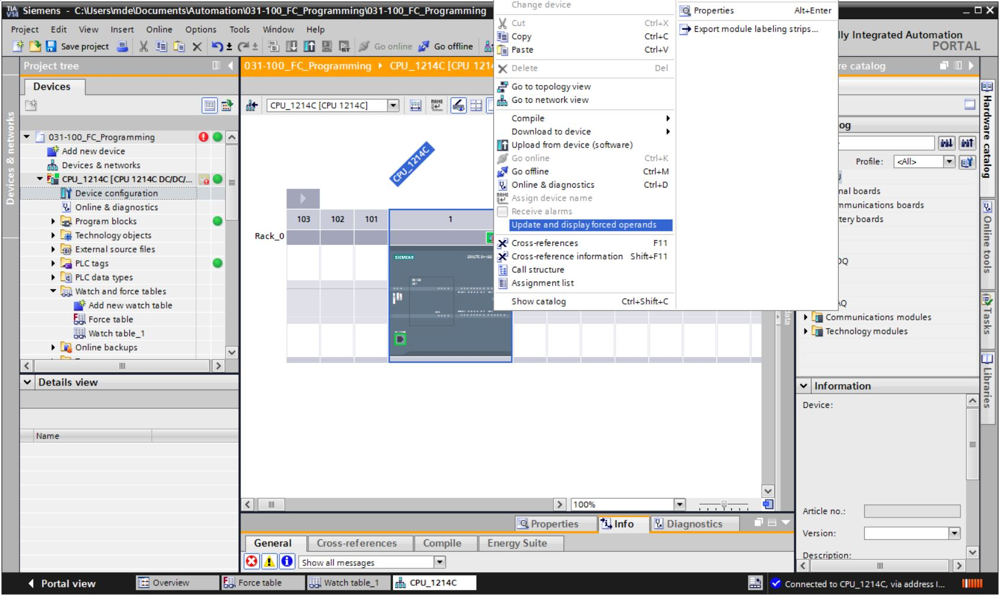 TIA V14 Siemens - C:\Users\mde\Documents\Automation\031-100_FC_Programming\031-100_FC_Programming
Project Edit View Insert Online Options Tools Window Help
Save project
Go online
Go offline
lly Integrated Automation
PORTAL
Project tree
Devices
Devices & networks
031-100_FC_Programming
Add new device
Devices & networks
CPU_1214C [CPU 1214C DC/DC/...
Device configuration
Online & diagnostics
Program blocks
Technology objects
External source files
PLC tags
PLC data types
Watch and force tables
Add new watch table
Force table
Watch table_1
Online backups
Details view
Name
031-100_FC_Programming CPU_1214C [CPU 1214
CPU_1214C [CPU 1214C]
CPU_1214C
103 102 101 1
Rack_0
SIEMENS
100%
Change device
Cut Ctrl+X
Copy Ctrl+C
Paste Ctrl+V
Delete Del
Go to topology view
Go to network view
Compile
Download to device
Upload from device (software)
Go online Ctrl+K
Go offline Ctrl+M
Online & diagnostics Ctrl+D
Assign device name
Receive alarms
Update and display forced operands
Cross-references F11
Cross-reference information Shift+F11
Call structure
Assignment list
Show catalog Ctrl+Shift+C
Properties Alt+Enter
Export module labeling strips...
re catalog
og
Profile: <All>
nal boards
mmunications boards
ttery boards
DQ
AQ
Communications modules
Technology modules
Information
Device:
Article no.:
Version:
Description:
Hardware catalog
Online tools
Tasks
Libraries
data
Properties
Info
Diagnostics
General
Cross-references
Compile
Energy Suite
Show all messages
Portal view
Overview
Force table
Watch table_1
CPU_1214C
Connected to CPU_1214C, via address I...